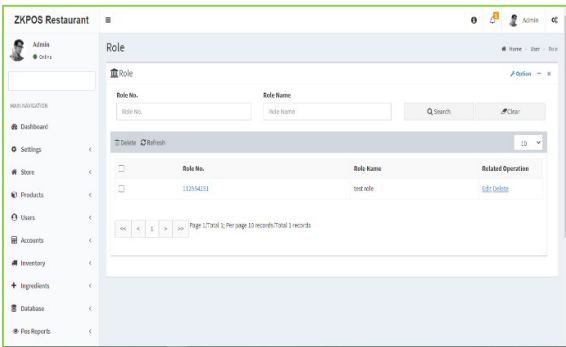 ZKPOS Restaurant
Admin
Admin
Online
Role
Home - User - Role
Role
Option
Role No.
Role Name
Role No.
Role Name
Search
Clear
MAIN NAVIGATION
Dashboard
Settings
Store
Products
Users
Accounts
Inventory
Ingredients
Database
Pos Reports
Delete Refresh
10
Role No.
Role Name
Related Operation
test role
Edit Delete
<< < 1 > >> Page 1/Total 1; Per page 10 records/Total 1 records